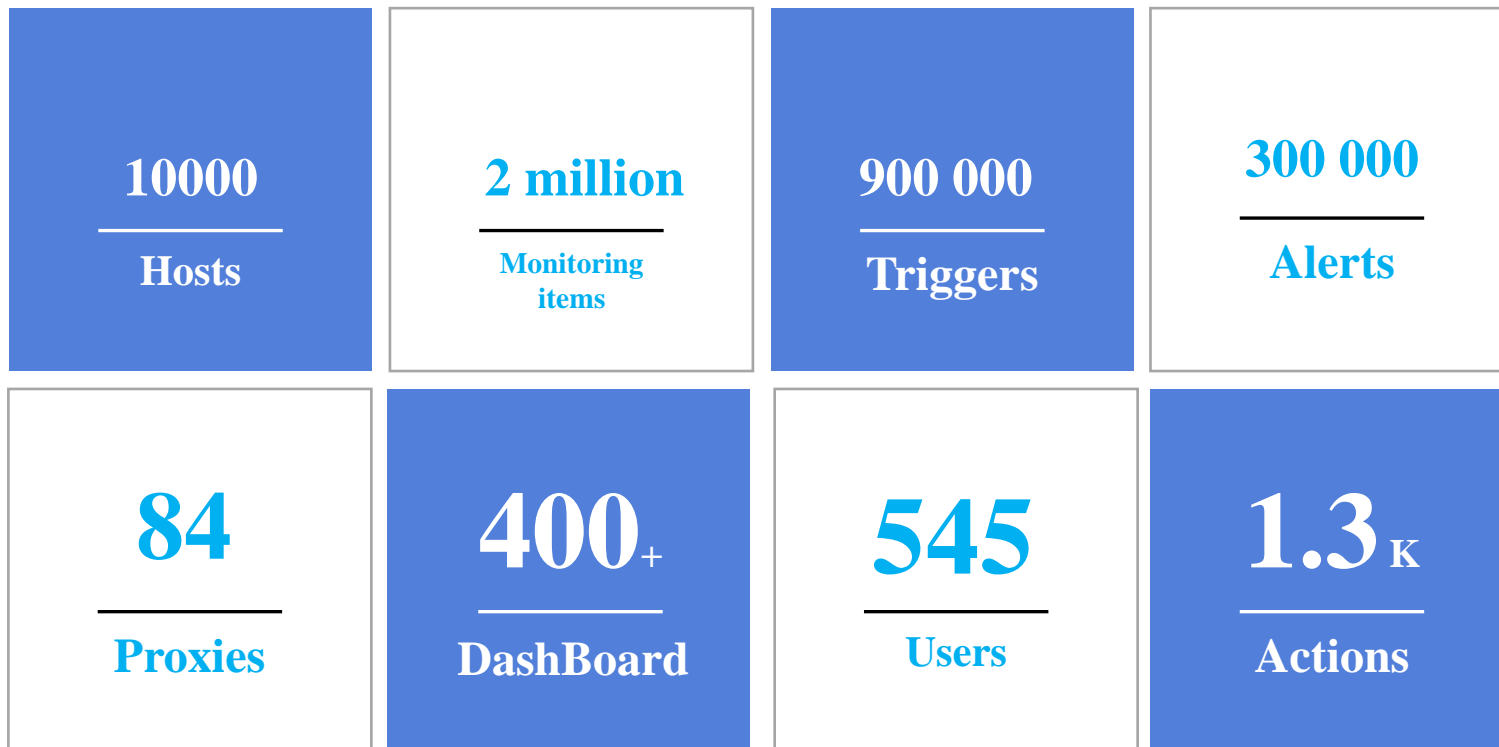 10000
Hosts
2 million
Monitoring
items
900 000
Triggers
300 000
Alerts
84
Proxies
400+
DashBoard
545
Users
1.3 K
Actions